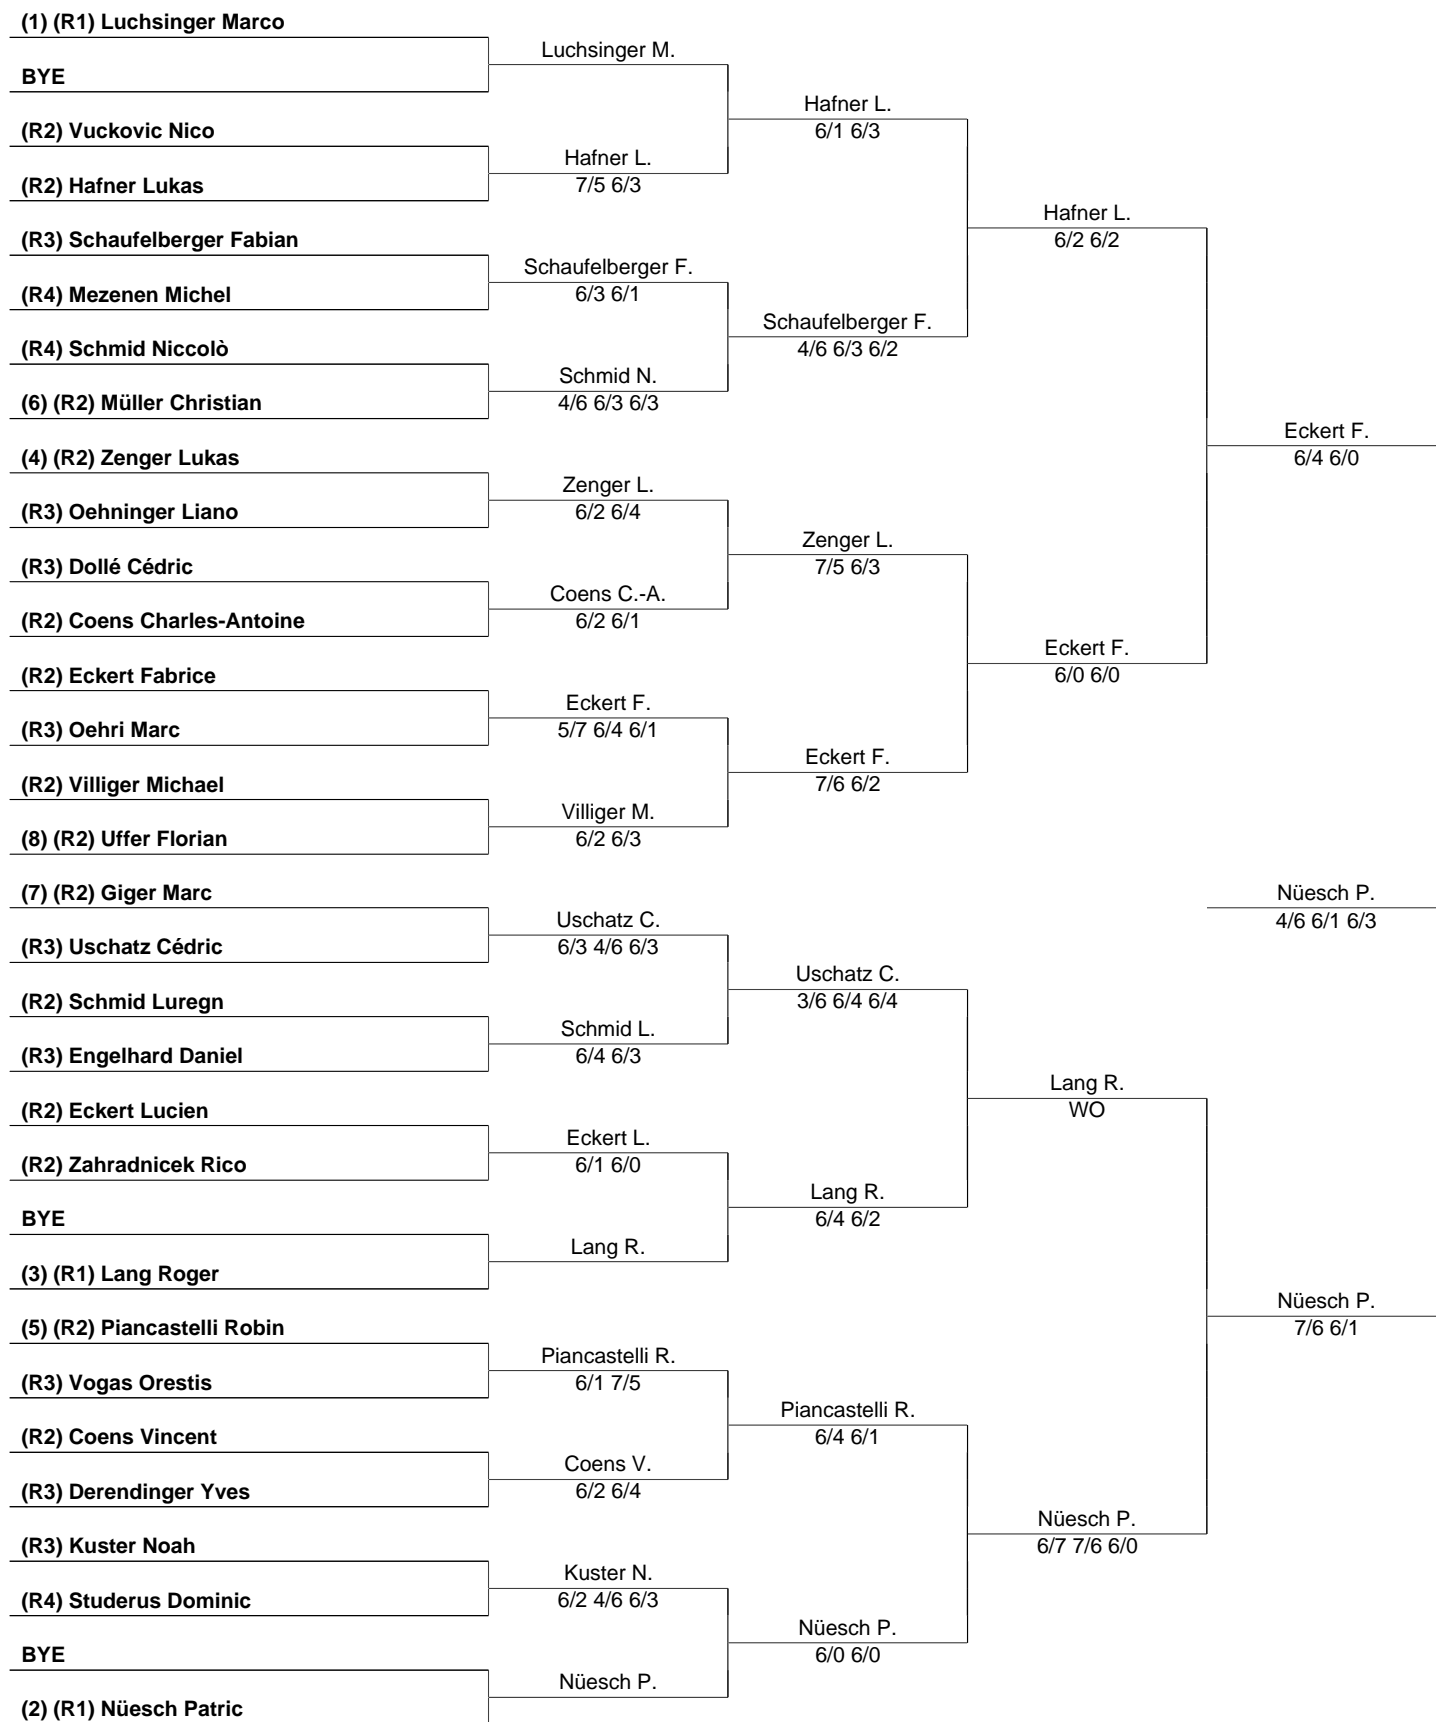 (1) (R1) Luchsinger Marco
BYE
(R2) Vuckovic Nico
(R2) Hafner Lukas
(R3) Schaufelberger Fabian
(R4) Mezenen Michel
(R4) Schmid Niccolò
(6) (R2) Müller Christian
(4) (R2) Zenger Lukas
(R3) Oehninger Liano
(R3) Dollé Cédric
(R2) Coens Charles-Antoine
(R2) Eckert Fabrice
(R3) Oehri Marc
(R2) Villiger Michael
(8) (R2) Uffer Florian
(7) (R2) Giger Marc
(R3) Uschatz Cédric
(R2) Schmid Luregn
(R3) Engelhard Daniel
(R2) Eckert Lucien
(R2) Zahradnicek Rico
BYE
(3) (R1) Lang Roger
(5) (R2) Piancastelli Robin
(R3) Vogas Orestis
(R2) Coens Vincent
(R3) Derendinger Yves
(R3) Kuster Noah
(R4) Studerus Dominic
BYE
(2) (R1) Nüesch Patric
Luchsinger M.
Hafner L.
7/5 6/3
Schaufelberger F.
6/3 6/1
Schmid N.
4/6 6/3 6/3
Zenger L.
6/2 6/4
Coens C.-A.
6/2 6/1
Eckert F.
5/7 6/4 6/1
Villiger M.
6/2 6/3
Uschatz C.
6/3 4/6 6/3
Schmid L.
6/4 6/3
Eckert L.
6/1 6/0
Lang R.
Piancastelli R.
6/1 7/5
Coens V.
6/2 6/4
Kuster N.
6/2 4/6 6/3
Nüesch P.
Hafner L.
6/1 6/3
Schaufelberger F.
4/6 6/3 6/2
Zenger L.
7/5 6/3
Eckert F.
7/6 6/2
Uschatz C.
3/6 6/4 6/4
Lang R.
6/4 6/2
Piancastelli R.
6/4 6/1
Nüesch P.
6/0 6/0
Hafner L.
6/2 6/2
Eckert F.
6/0 6/0
Lang R.
WO
Nüesch P.
6/7 7/6 6/0
Eckert F.
6/4 6/0
Nüesch P.
4/6 6/1 6/3
Nüesch P.
7/6 6/1